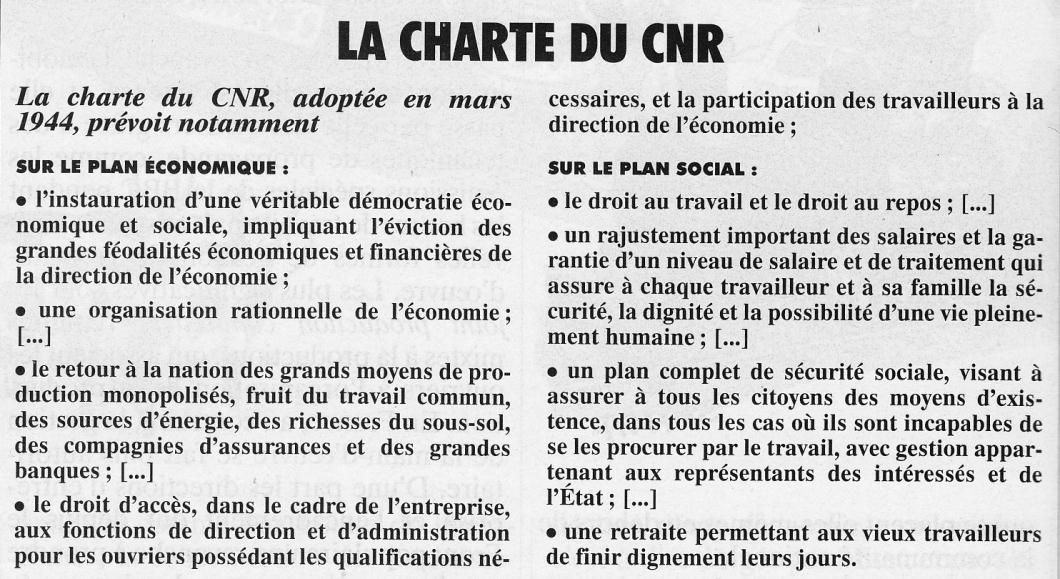 LA CHARTE DU CNR
La charte du CNR, adoptée en mars
1944, prévoit notamment
SUR LE PLAN ÉCONOMIQUE :
• l'instauration d'une véritable démocratie éco-
nomique et sociale, impliquant l'éviction des
grandes féodalités économiques et financières de
la direction de l'économie ;
• une organisation rationnelle de l'économie ;
[...]
• le retour à la nation des grands moyens de pro-
duction monopolisés, fruit du travail commun,
des sources d'énergie, des richesses du sous-sol,
des compagnies d'assurances et des grandes
banques ; [...]
• le droit d'accès, dans le cadre de l'entreprise,
aux fonctions de direction et d'administration
pour les ouvriers possédant les qualifications né-
cessaires, et la participation des travailleurs à la
direction de l'économie ;
SUR LE PLAN SOCIAL :
• le droit au travail et le droit au repos ; [...]
• un rajustement important des salaires et la ga-
rantie d'un niveau de salaire et de traitement qui
assure à chaque travailleur et à sa famille la sé-
curité, la dignité et la possibilité d'une vie pleine-
ment humaine ; [...]
• un plan complet de sécurité sociale, visant à
assurer à tous les citoyens des moyens d'exis-
tence, dans tous les cas où ils sont incapables de
se les procurer par le travail, avec gestion appar-
tenant aux représentants des intéressés et de
l'État ; [...]
• une retraite permettant aux vieux travailleurs
de finir dignement leurs jours.